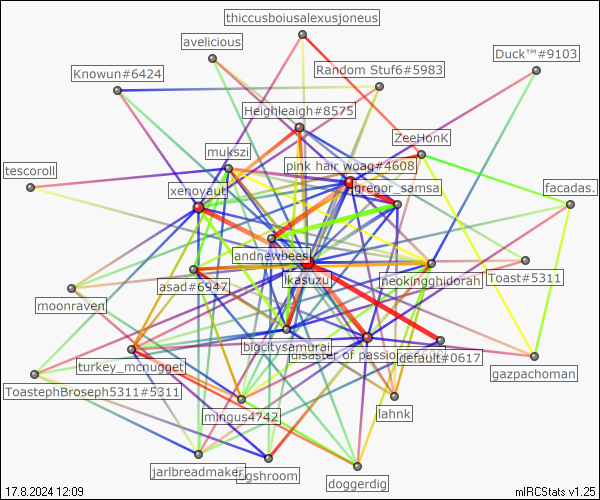 thiccusboiusalexusjoneus
avelicious
Duck™#9103
Knowun#6424
Random Stuf6#5983
Heighleaigh#8575
ZeeHonK
mukszi
pink hair woag#4608
tescoroll
xenoyaut
gregor_samsa
facadas.
andnewbees
ikasuzu
asad#6947
neokingghidorah
Toast#5311
moonraven
bigcitysamurai
disaster of passion
default#0617
turkey_mcnugget
gazpachoman
ToastephBroseph5311#5311
mingus4742
lahnk
jarlbreadmaker
gshroom
doggerdig
17.8.2024 12:09
mIRCStats v1.25